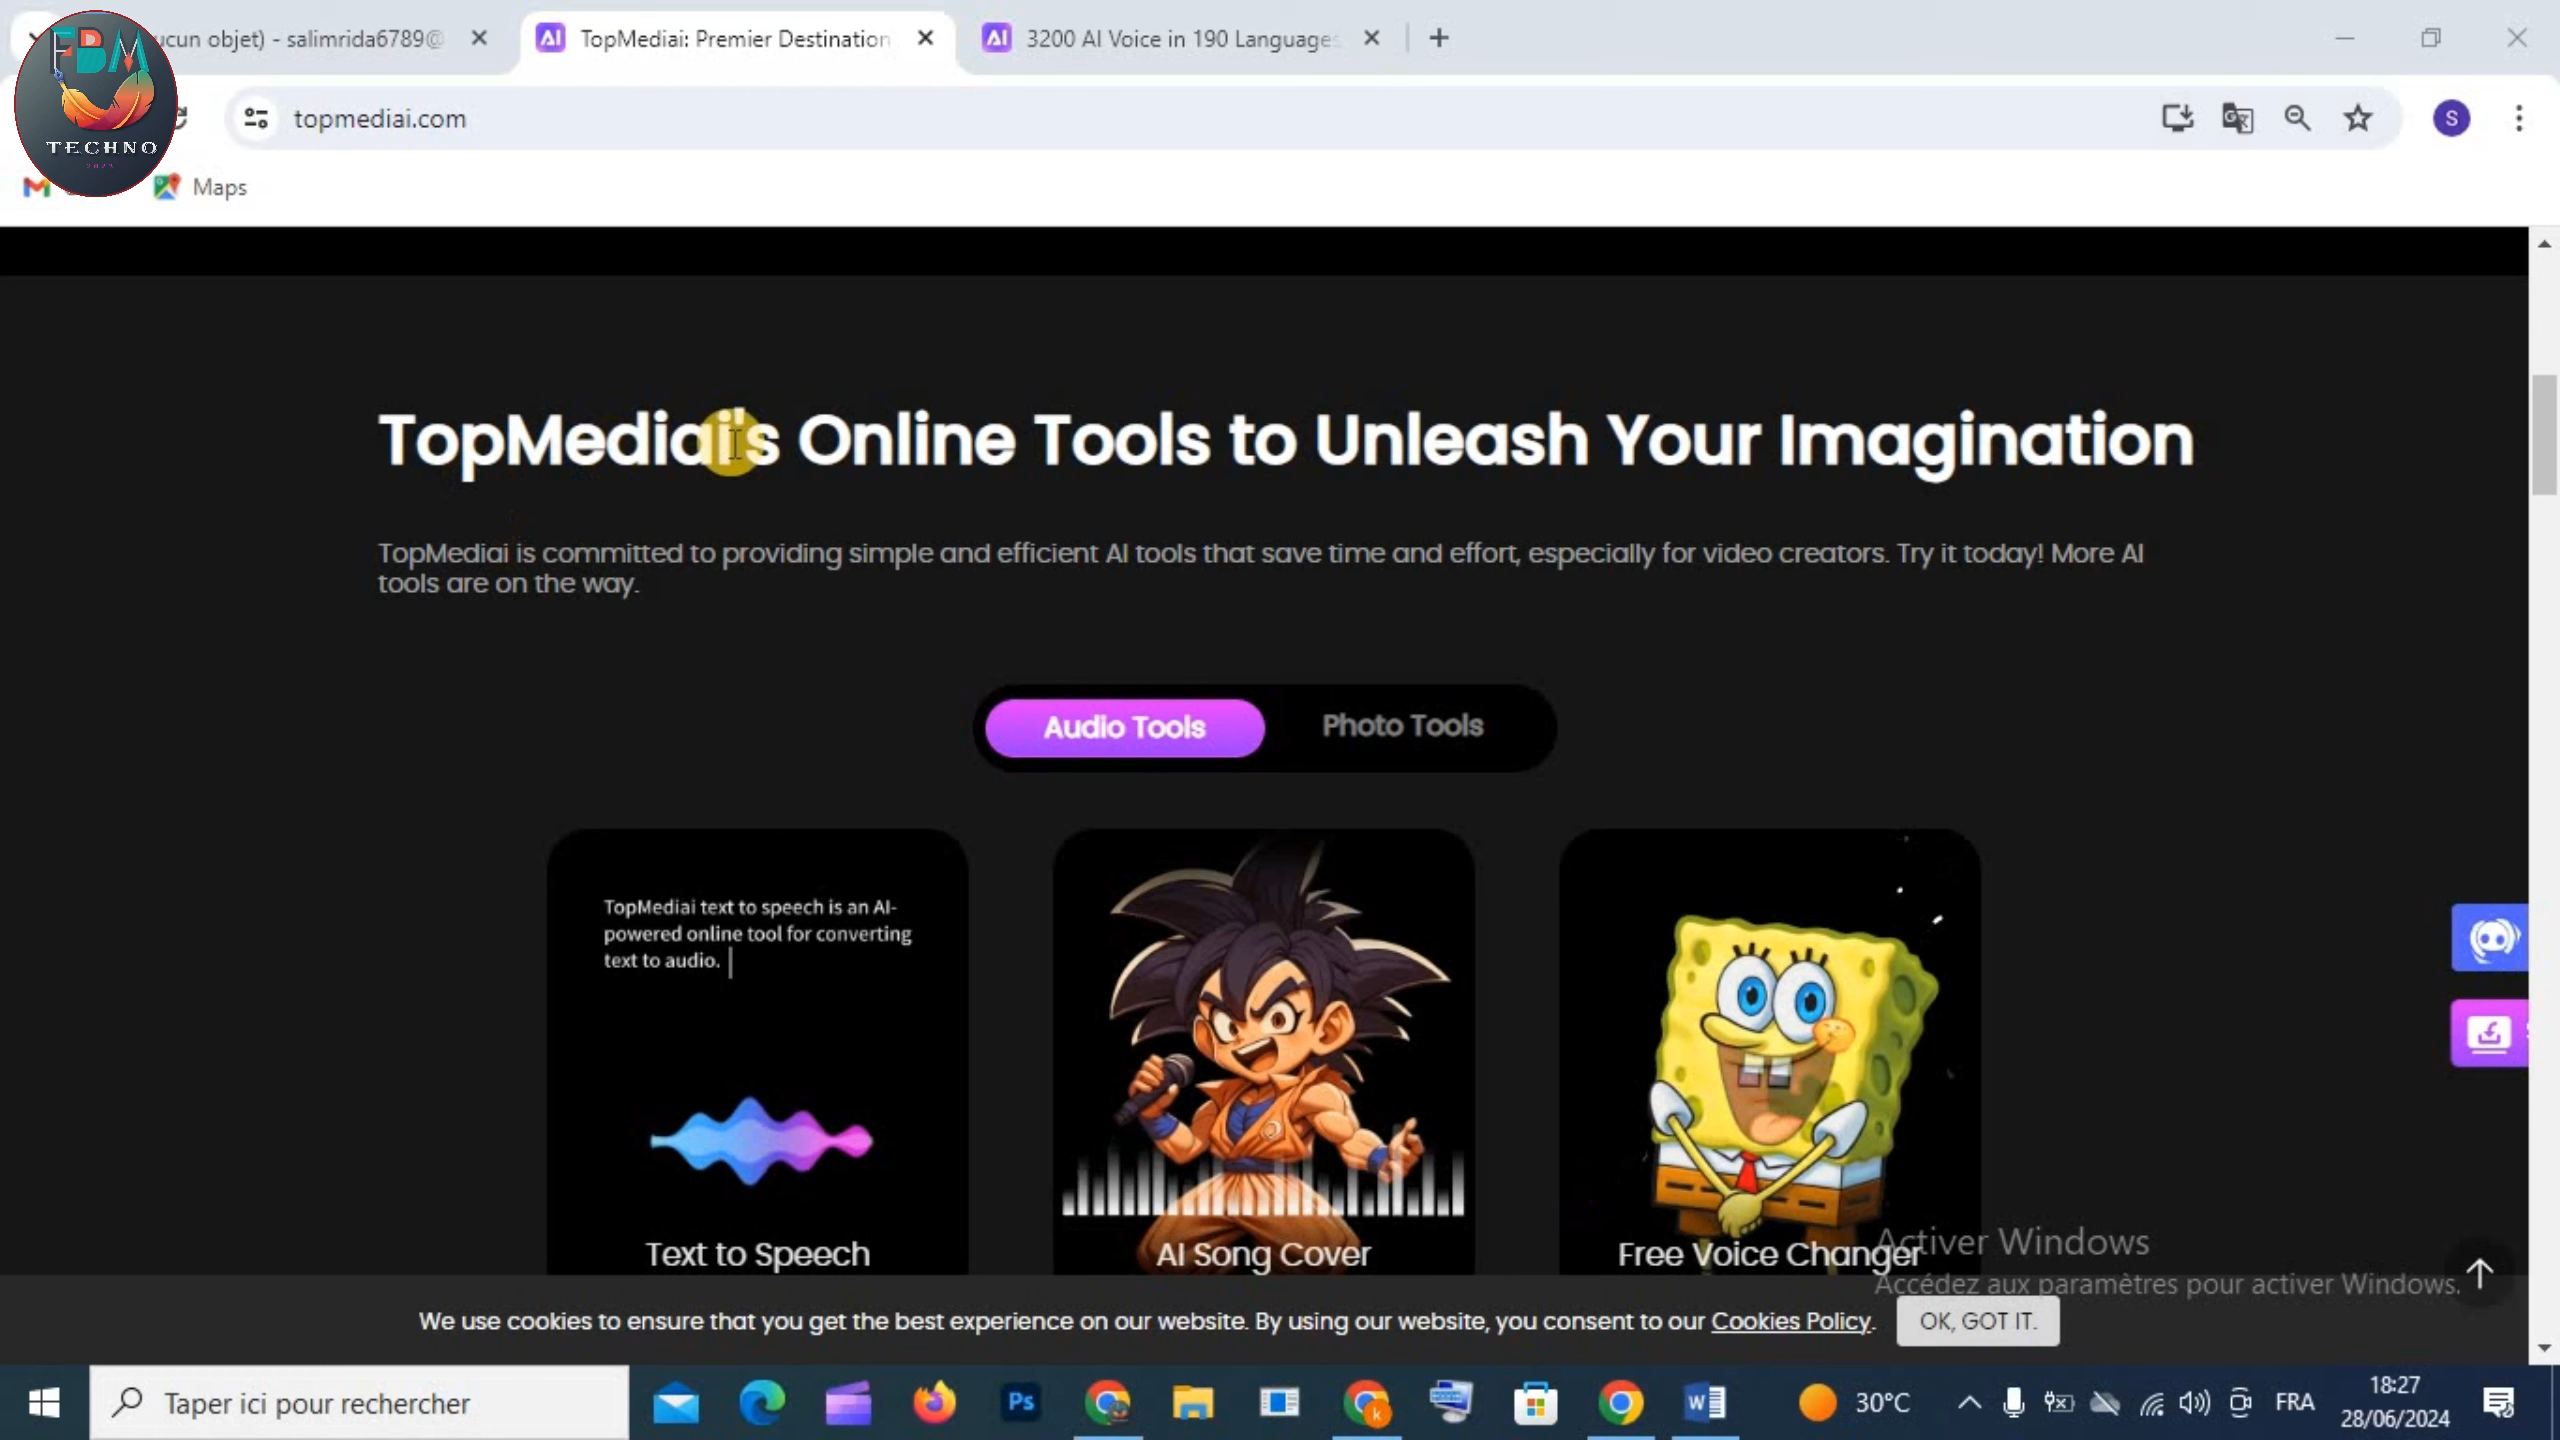 ucun objet) - salimrida6789@
TopMediai: Premier Destination
3200 AI Voice in 190 Languages
FBM
TECHNO
topmediai.com
S
Maps
TopMediai's Online Tools to Unleash Your Imagination
TopMediai is committed to providing simple and efficient AI tools that save time and effort, especially for video creators. Try it today! More AI
tools are on the way.
Audio Tools
Photo Tools
TopMediai text to speech is an AI-
powered online tool for converting
text to audio.
Text to Speech
AI Song Cover
Free Voice Changer
Activer Windows
Accédez aux paramètres pour activer Windows.
We use cookies to ensure that you get the best experience on our website. By using our website, you consent to our Cookies Policy.
OK, GOT IT.
Taper ici pour rechercher
Ps
k
30°C
FRA
18:27
28/06/2024